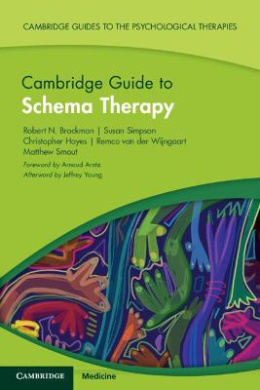 CAMBRIDGE GUIDES TO THE PSYCHOLOGICAL THERAPIES
Cambridge Guide to
Schema Therapy
Robert N. Brockman | Susan Simpson
Christopher Hayes | Remco van der Wijngaart
Matthew Smout
Foreword by Arnoud Arntz
Afterword by Jeffrey Young
CAMBRIDGE
Medicine